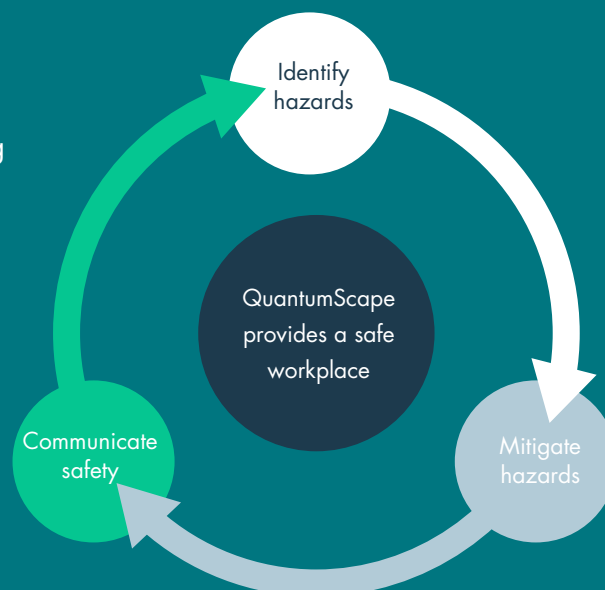 Identify
hazards
QuantumScape
provides a safe
workplace
Communicate
safety
Mitigate
hazards